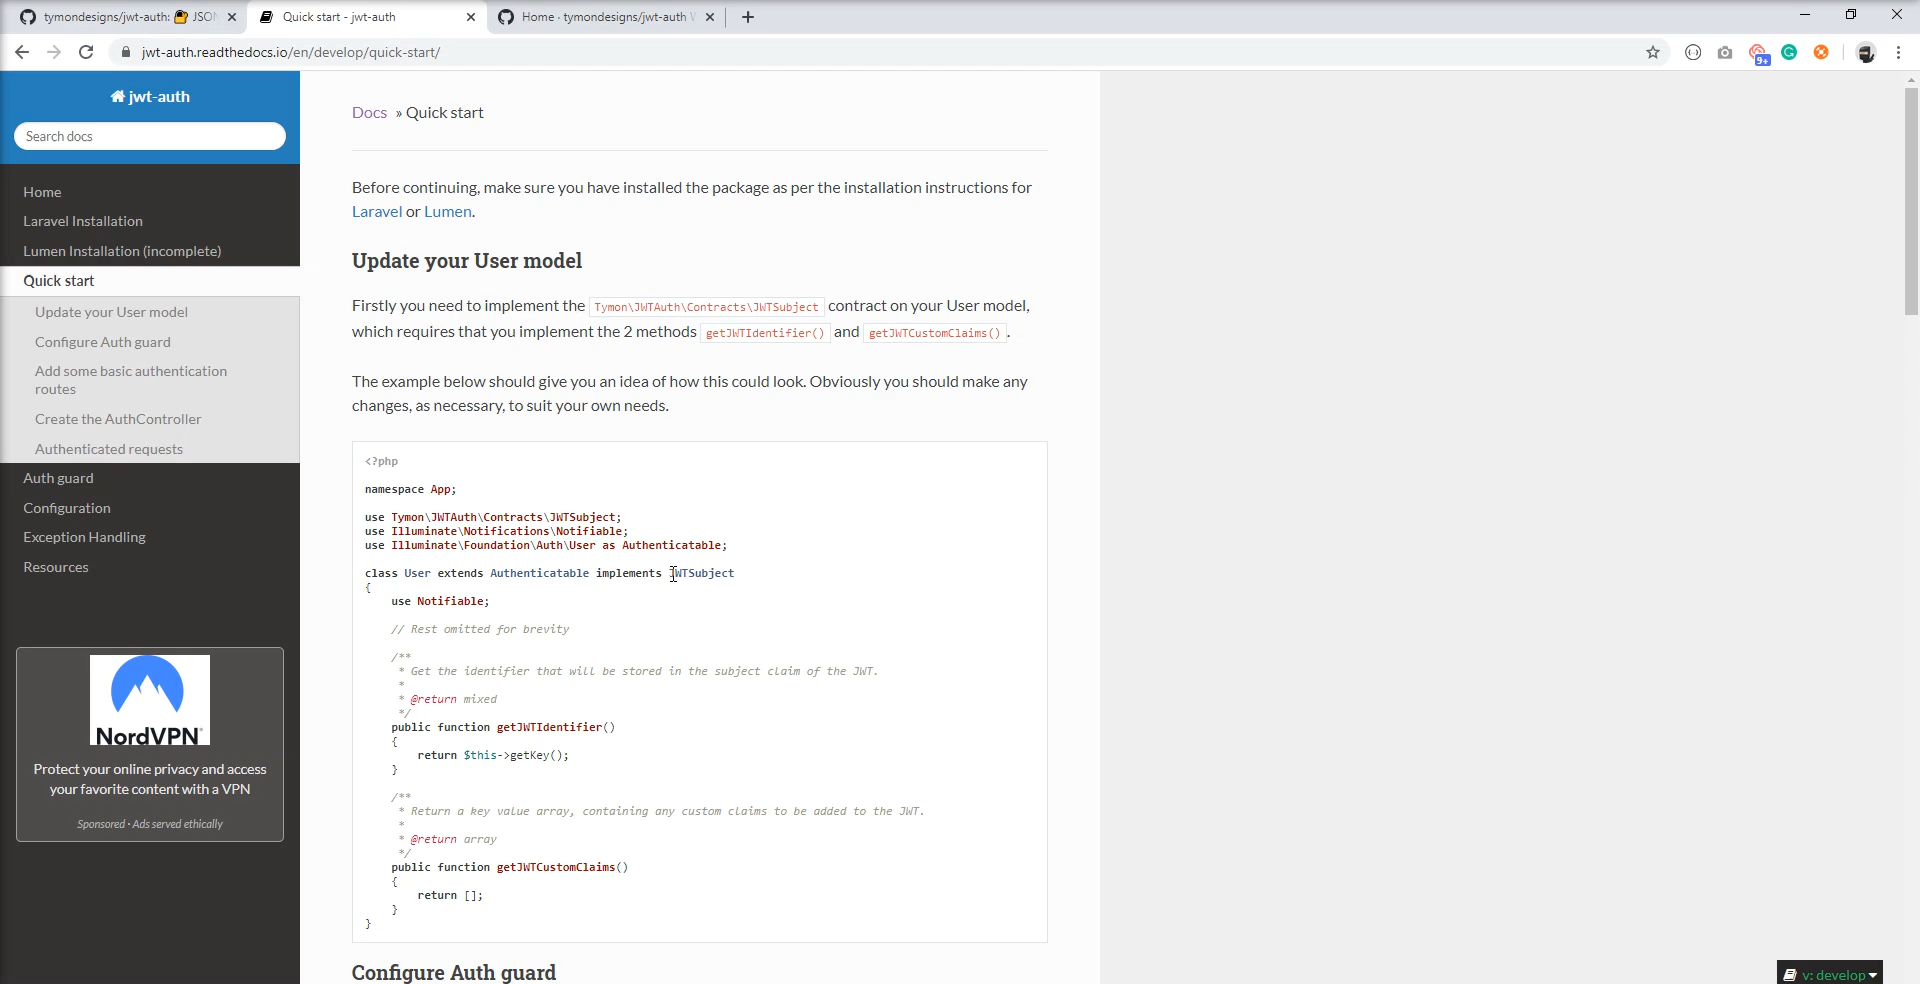 tymondesigns/jwt-auth: 🔐 JSON
Quick start - jwt-auth
Home · tymondesigns/jwt-auth W
jwt-auth.readthedocs.io/en/develop/quick-start/
9+
jwt-auth
Search docs
Home
Laravel Installation
Lumen Installation (incomplete)
Quick start
Update your User model
Configure Auth guard
Add some basic authentication
routes
Create the AuthController
Authenticated requests
Auth guard
Configuration
Exception Handling
Resources
NordVPN®
Protect your online privacy and access
your favorite content with a VPN
Sponsored · Ads served ethically
Docs » Quick start
Before continuing, make sure you have installed the package as per the installation instructions for
Laravel or Lumen.
Update your User model
Firstly you need to implement the Tymon\JWTAuth\Contracts\JWTSubject contract on your User model,
which requires that you implement the 2 methods getJWTIdentifier() and getJWTCustomClaims().
The example below should give you an idea of how this could look. Obviously you should make any
changes, as necessary, to suit your own needs.
<?php
namespace App;
use Tymon\JWTAuth\Contracts\JWTSubject;
use Illuminate\Notifications\Notifiable;
use Illuminate\Foundation\Auth\User as Authenticatable;
class User extends Authenticatable implements JWTSubject
{
use Notifiable;
// Rest omitted for brevity
/**
* Get the identifier that will be stored in the subject claim of the JWT.
*
* @return mixed
*/
public function getJWTIdentifier()
{
return $this->getKey();
}
/**
* Return a key value array, containing any custom claims to be added to the JWT.
*
* @return array
*/
public function getJWTCustomClaims()
{
return [];
}
}
Configure Auth guard
v: develop